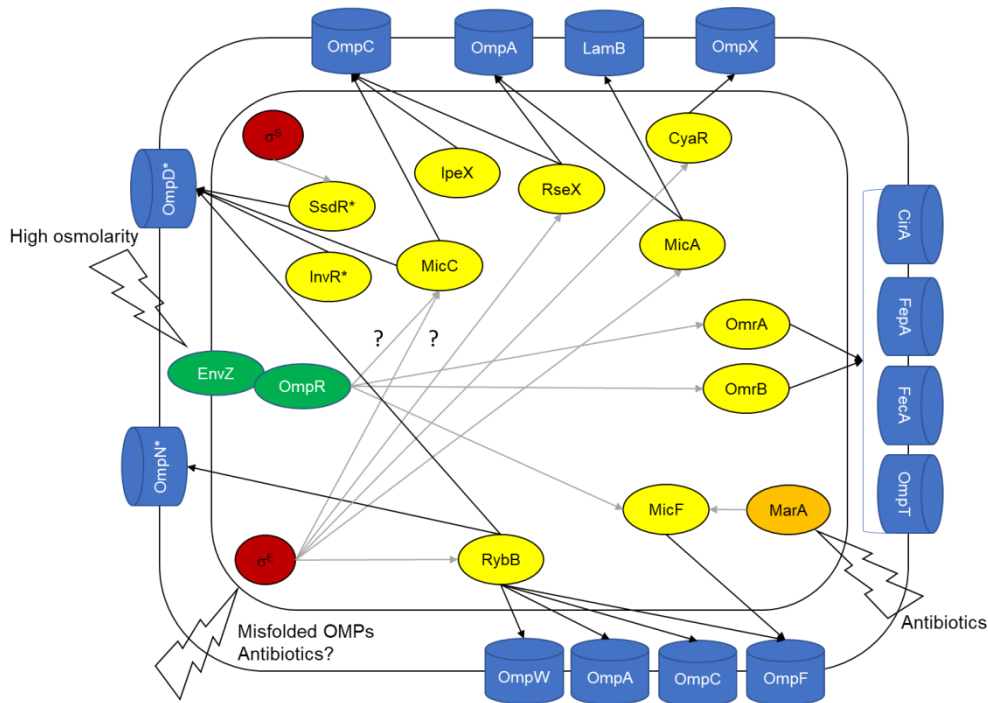 OmpC
OmpA
LamB
OmpX
σS
CyaR
IpeX
RseX
OmpD*
SsdR*
CirA
High osmolarity
InvR*
MicC
MicA
FepA
OmrA
? ?
EnvZ
OmpR
OmrB
FecA
OmpN*
OmpT
MicF
MarA
σE
RybB
Antibiotics
Misfolded OMPs
Antibiotics?
OmpW
OmpA
OmpC
OmpF